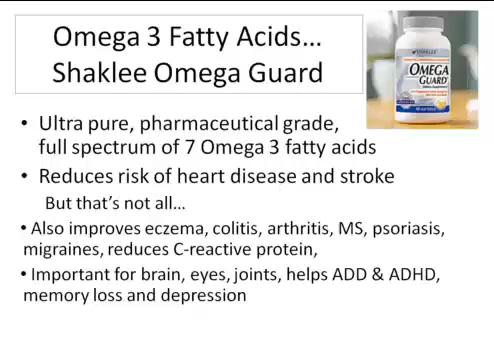 Omega 3 Fatty Acids...
Shaklee Omega Guard
SHAKLEE
OMEGA
GUARD
• Ultra pure, pharmaceutical grade,
full spectrum of 7 Omega 3 fatty acids
• Reduces risk of heart disease and stroke
But that's not all...
• Also improves eczema, colitis, arthritis, MS, psoriasis,
migraines, reduces C-reactive protein,
• Important for brain, eyes, joints, helps ADD & ADHD,
memory loss and depression